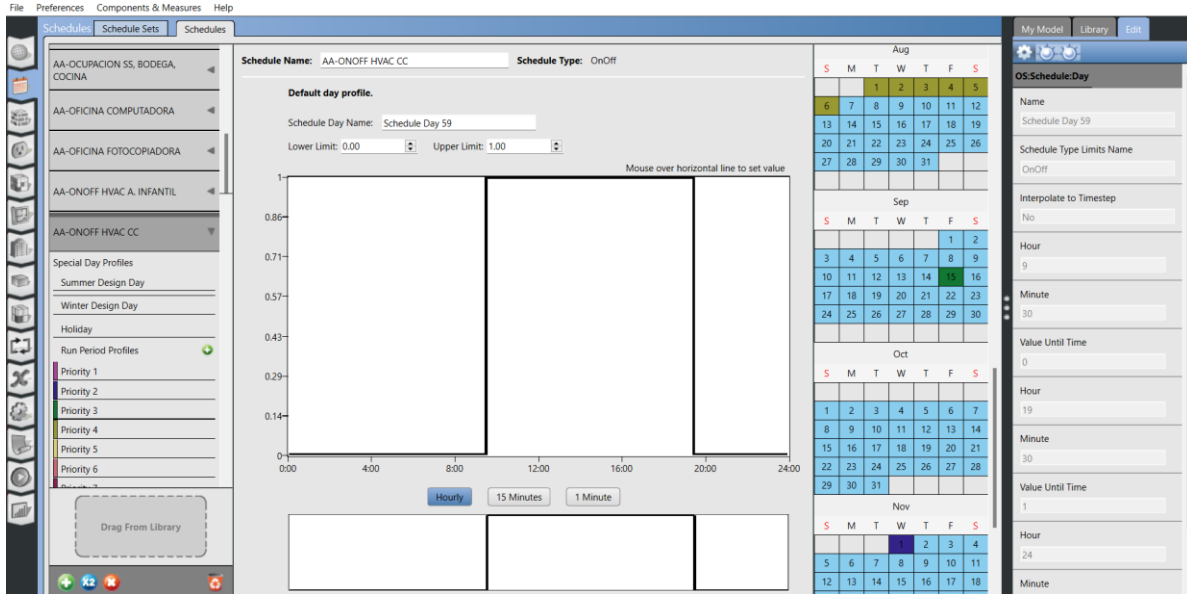 File Preferences Components & Measures Help
Schedules Schedule Sets Schedules
AA-OCUPACION SS, BODEGA,
COCINA
AA-OFICINA COMPUTADORA
AA-OFICINA FOTOCOPIADORA
AA-ONOFF HVAC A. INFANTIL
AA-ONOFF HVAC CC
Special Day Profiles
Summer Design Day
Winter Design Day
Holiday
Run Period Profiles
Priority 1
Priority 2
Priority 3
Priority 4
Priority 5
Priority 6
Drag From Library
X2
Schedule Name: AA-ONOFF HVAC CC Schedule Type: OnOff
Default day profile.
Schedule Day Name: Schedule Day 59
Lower Limit: 0.00 Upper Limit: 1.00
Mouse over horizontal line to set value
1
0.86
0.71
0.57
0.43
0.29
0.14
0
0:00 4:00 8:00 12:00 16:00 20:00 24:00
Hourly 15 Minutes 1 Minute
Aug
S M T W T F S
1 2 3 4 5
6 7 8 9 10 11 12
13 14 15 16 17 18 19
20 21 22 23 24 25 26
27 28 29 30 31
Sep
S M T W T F S
1 2
3 4 5 6 7 8 9
10 11 12 13 14 15 16
17 18 19 20 21 22 23
24 25 26 27 28 29 30
Oct
S M T W T F S
1 2 3 4 5 6 7
8 9 10 11 12 13 14
15 16 17 18 19 20 21
22 23 24 25 26 27 28
29 30 31
Nov
S M T W T F S
1 2 3 4
5 6 7 8 9 10 11
12 13 14 15 16 17 18
My Model Library Edit
OS:Schedule:Day
Name
Schedule Day 59
Schedule Type Limits Name
OnOff
Interpolate to Timestep
No
Hour
9
Minute
30
Value Until Time
0
Hour
19
Minute
30
Value Until Time
1
Hour
24
Minute